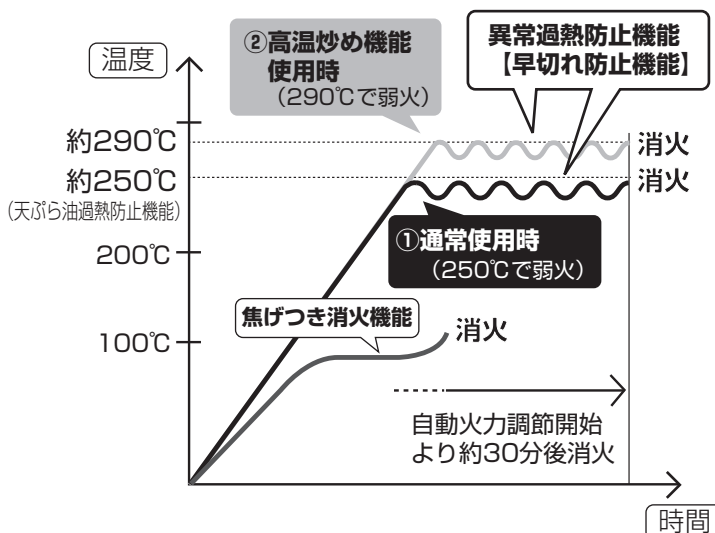 温度
②高温炒め機能
使用時
(290℃で弱火)
異常過熱防止機能
【早切れ防止機能】
約290℃
消火
約250℃
消火
(天ぷら油過熱防止機能)
①通常使用時
(250℃で弱火)
200℃
焦げつき消火機能
消火
100℃
自動火力調節開始
より約30分後消火
時間